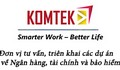 KOMTEK
Smarter Work – Better Life
Đơn vị tư vấn, triển khai các dự án
về Ngân hàng, tài chính và bảo hiểm